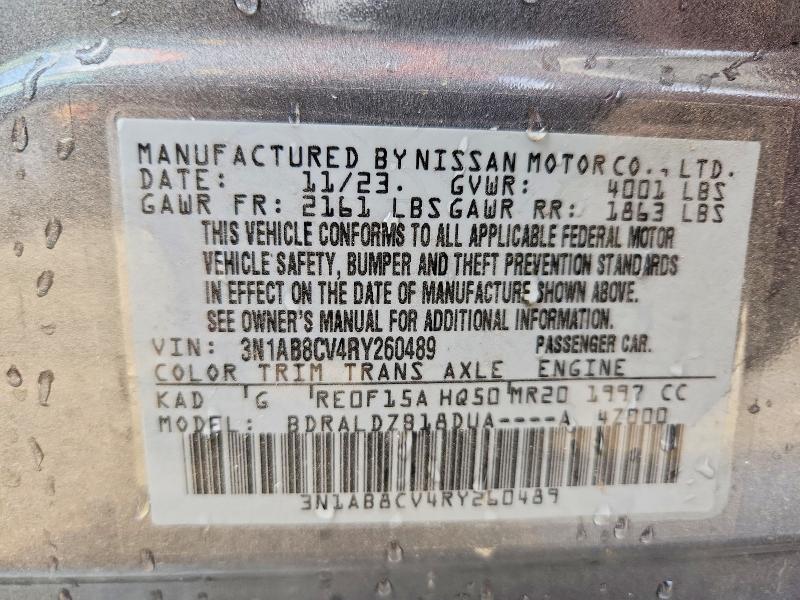 MANUFACTURED BY NISSAN MOTOR CO., LTD.
DATE: 11/23. GVWR: 4001 LBS
GAWR FR: 2161 LBS GAWR RR: 1863 LBS
THIS VEHICLE CONFORMS TO ALL APPLICABLE FEDERAL MOTOR
VEHICLE SAFETY, BUMPER AND THEFT PREVENTION STANDARDS
IN EFFECT ON THE DATE OF MANUFACTURE SHOWN ABOVE.
SEE OWNER'S MANUAL FOR ADDITIONAL INFORMATION.
VIN: 3N1AB8CV4RY260489 PASSENGER CAR.
COLOR TRIM TRANS AXLE ENGINE
KAD G RE0F15A HQ50 MR20 1997 CC
MODEL: BDRALDZ818DUA----A 4Z000
3N1AB8CV4RY260489